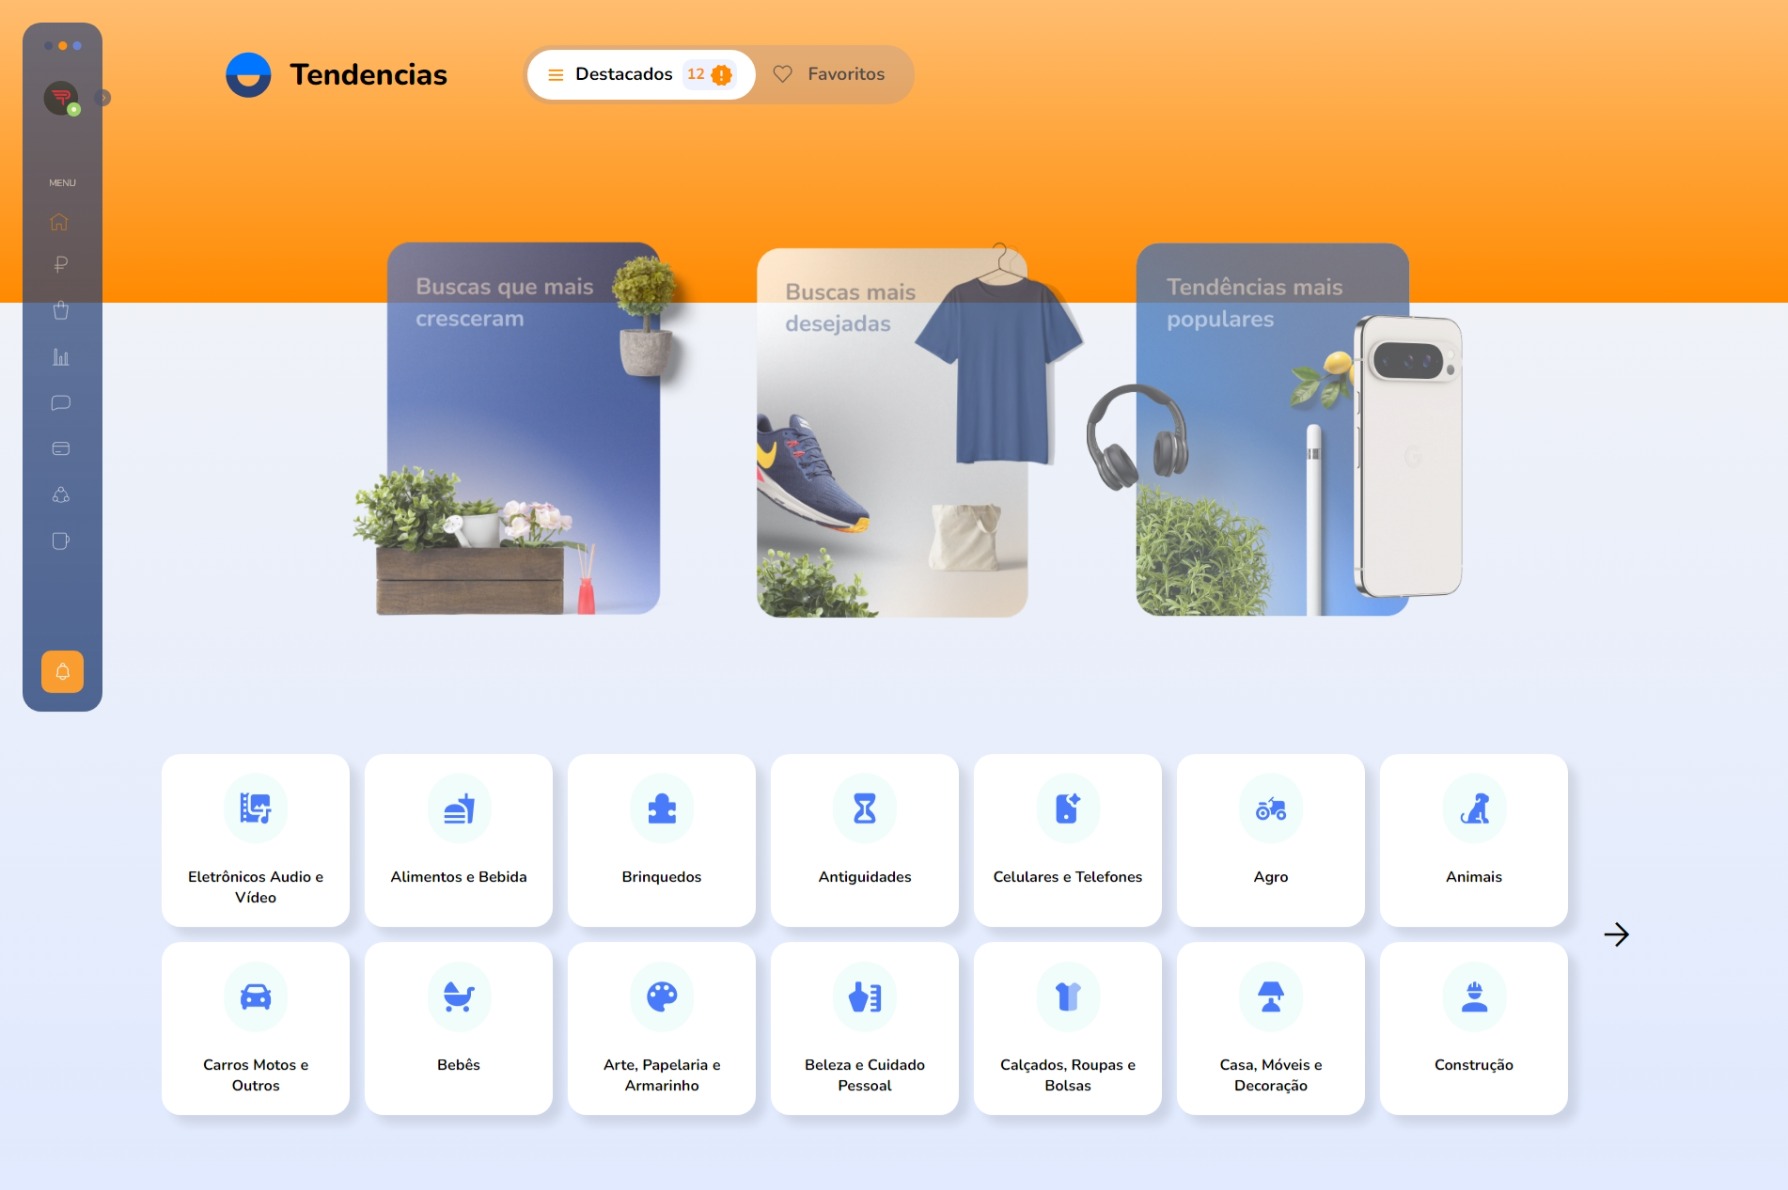 Tendencias
Destacados 12
Favoritos
MENU
Buscas que mais
cresceram
Buscas mais
desejadas
Tendências mais
populares
Eletrônicos Audio e
Vídeo
Alimentos e Bebida
Brinquedos
Antiguidades
Celulares e Telefones
Agro
Animais
Carros Motos e
Outros
Bebês
Arte, Papelaria e
Armarinho
Beleza e Cuidado
Pessoal
Calçados, Roupas e
Bolsas
Casa, Móveis e
Decoração
Construção